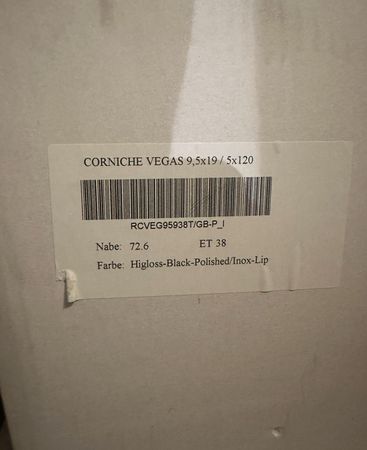 CORNICHE VEGAS 9,5x19 / 5x120
RCVEG95938T/GB-P_I
Nabe: 72.6 ET 38
Farbe: Higloss-Black-Polished/Inox-Lip